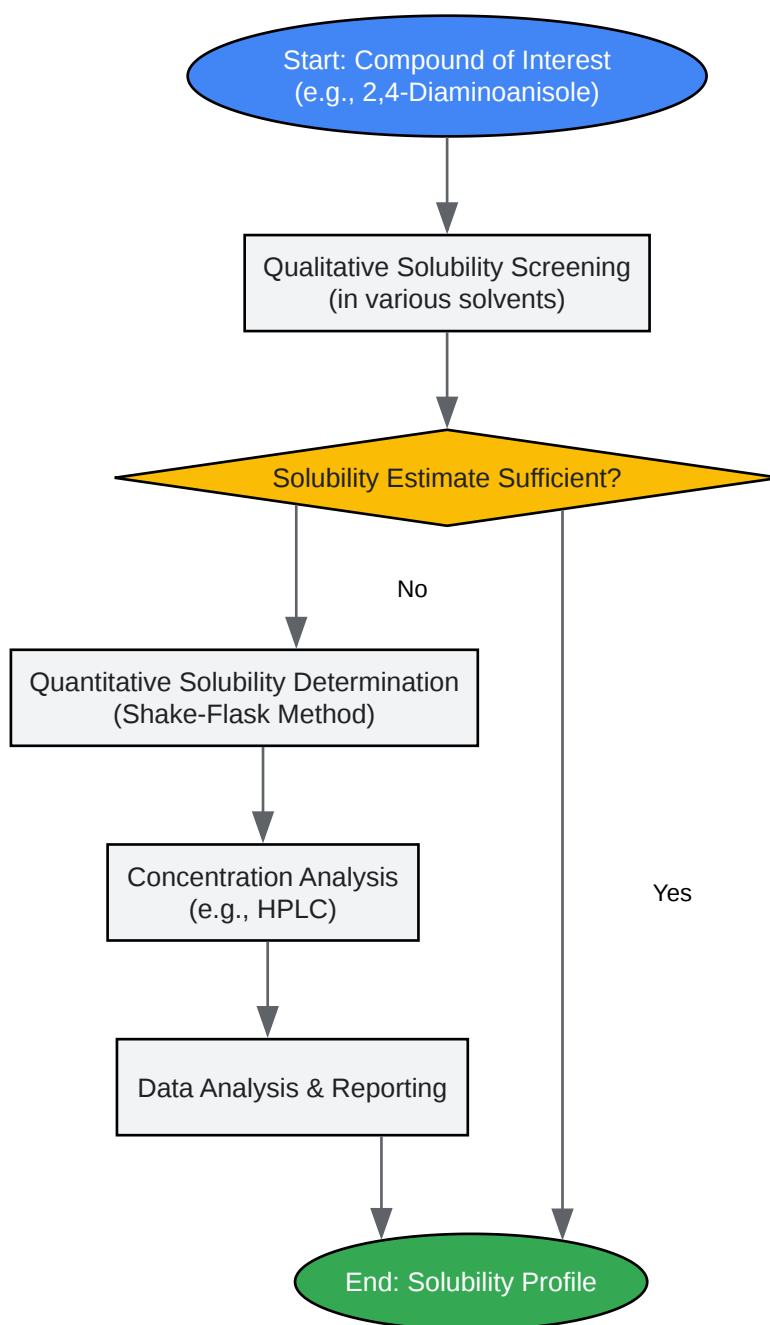 Start: Compound of Interest
(e.g., 2,4-Diaminoanisole)
Qualitative Solubility Screening
(in various solvents)
Solubility Estimate Sufficient?
No
Quantitative Solubility Determination
(Shake-Flask Method)
Concentration Analysis
(e.g., HPLC)
Yes
Data Analysis & Reporting
End: Solubility Profile